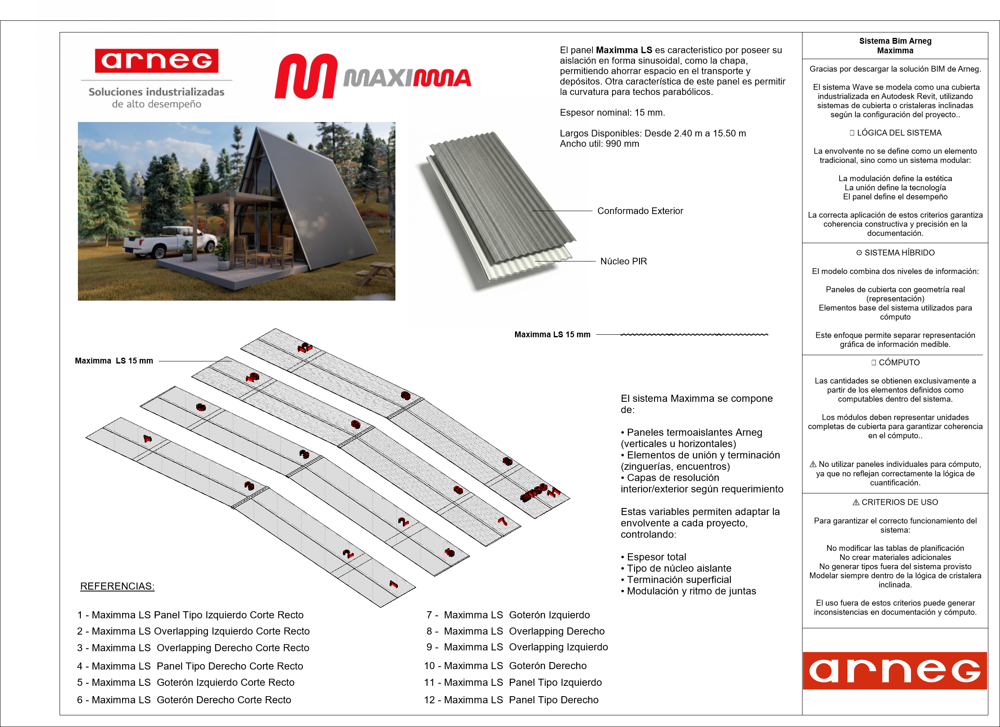 arneg
Soluciones industrializadas
de alto desempeño
MAXIMMA
El panel Maximma LS es caracteristico por poseer su
aislación en forma sinusoidal, como la chapa,
permitiendo ahorrar espacio en el transporte y
depósitos. Otra característica de este panel es permitir
la curvatura para techos parabólicos.
Espesor nominal: 15 mm.
Largos Disponibles: Desde 2.40 m a 15.50 m
Ancho util: 990 mm
Conformado Exterior
Núcleo PIR
Maximma LS 15 mm
Maximma  LS 15 mm
12
10
6
4
9
9
3
3
8
8
2
2
arneg
11
7
5
1
El sistema Maximma se compone
de:
• Paneles termoaislantes Arneg
(verticales u horizontales)
• Elementos de unión y terminación
(zinguerías, encuentros)
• Capas de resolución
interior/exterior según requerimiento
Estas variables permiten adaptar la
envolvente a cada proyecto,
controlando:
• Espesor total
• Tipo de núcleo aislante
• Terminación superficial
• Modulación y ritmo de juntas
REFERENCIAS:
1 - Maximma LS Panel Tipo Izquierdo Corte Recto
2 - Maximma LS Overlapping Izquierdo Corte Recto
3 - Maximma LS  Overlapping Derecho Corte Recto
4 - Maximma LS  Panel Tipo Derecho Corte Recto
5 - Maximma LS  Goterón Izquierdo Corte Recto
6 - Maximma LS  Goterón Derecho Corte Recto
7 -  Maximma LS  Goterón Izquierdo
8 -  Maximma LS  Overlapping Derecho
9 -  Maximma LS  Overlapping Izquierdo
10 - Maximma LS  Goterón Derecho
11 - Maximma LS  Panel Tipo Izquierdo
12 - Maximma LS  Panel Tipo Derecho
Sistema Bim Arneg
Maximma
Gracias por descargar la solución BIM de Arneg.
El sistema Wave se modela como una cubierta
industrializada en Autodesk Revit, utilizando
sistemas de cubierta o cristaleras inclinadas
según la configuración del proyecto..
▯ LÓGICA DEL SISTEMA
La envolvente no se define como un elemento
tradicional, sino como un sistema modular:
La modulación define la estética
La unión define la tecnología
El panel define el desempeño
La correcta aplicación de estos criterios garantiza
coherencia constructiva y precisión en la
documentación.
⚙ SISTEMA HÍBRIDO
El modelo combina dos niveles de información:
Paneles de cubierta con geometría real
(representación)
Elementos base del sistema utilizados para
cómputo
Este enfoque permite separar representación
gráfica de información medible.
▯ CÓMPUTO
Las cantidades se obtienen exclusivamente a
partir de los elementos definidos como
computables dentro del sistema.
Los módulos deben representar unidades
completas de cubierta para garantizar coherencia
en el cómputo..
⚠ No utilizar paneles individuales para cómputo,
ya que no reflejan correctamente la lógica de
cuantificación.
⚠ CRITERIOS DE USO
Para garantizar el correcto funcionamiento del
sistema:
No modificar las tablas de planificación
No crear materiales adicionales
No generar tipos fuera del sistema provisto
Modelar siempre dentro de la lógica de cristalera
inclinada.
El uso fuera de estos criterios puede generar
inconsistencias en documentación y cómputo.
arneg